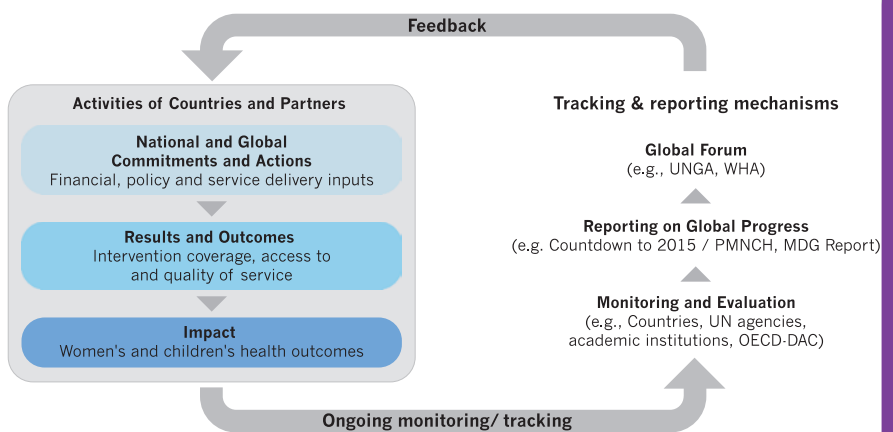 Feedback
Activities of Countries and Partners
National and Global
Commitments and Actions
Financial, policy and service delivery inputs
Results and Outcomes
Intervention coverage, access to
and quality of service
Impact
Women's and children's health outcomes
Tracking & reporting mechanisms
Global Forum
(e.g., UNGA, WHA)
Reporting on Global Progress
(e.g. Countdown to 2015 / PMNCH, MDG Report)
Monitoring and Evaluation
(e.g., Countries, UN agencies,
academic institutions, OECD-DAC)
Ongoing monitoring/ tracking